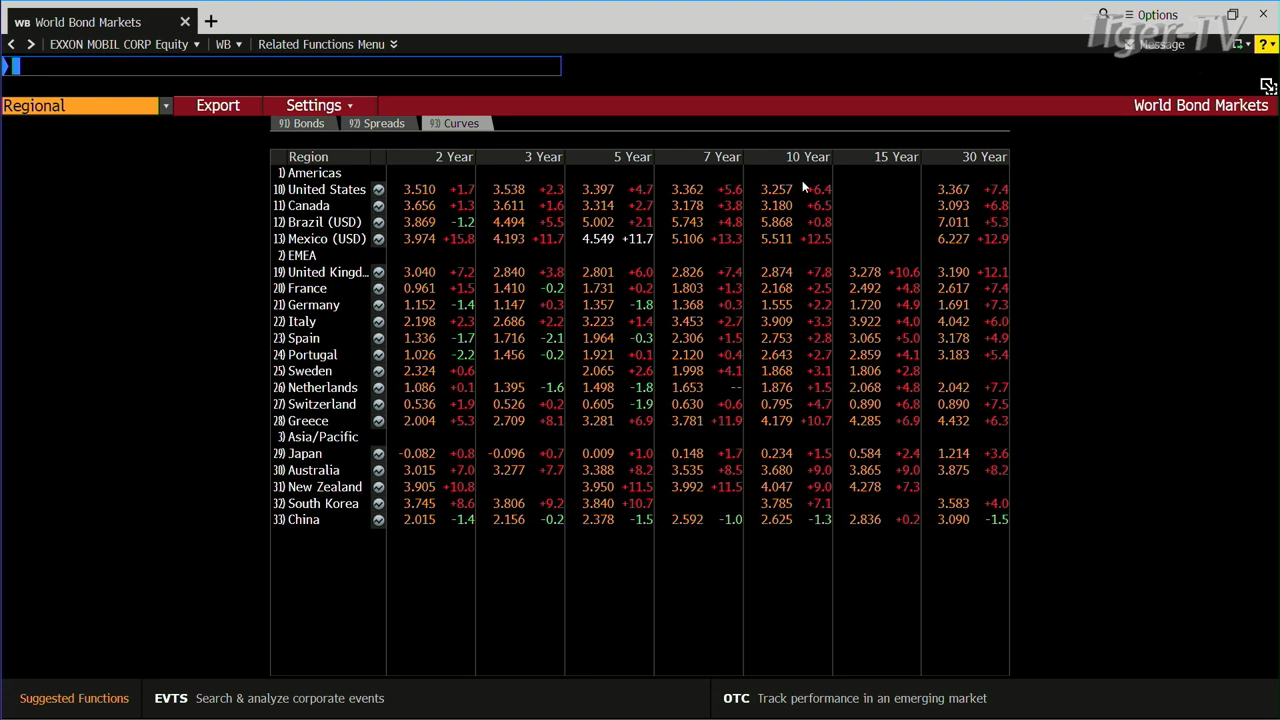 WB World Bond Markets × +
Options
Tiger-TV
< > EXXON MOBIL CORP Equity WB Related Functions Menu Message ?
Regional Export Settings World Bond Markets
91) Bonds 92) Spreads 93) Curves
Region 2 Year 3 Year 5 Year 7 Year 10 Year 15 Year 30 Year
1) Americas
10) United States 3.510 +1.7 3.538 +2.3 3.397 +4.7 3.362 +5.6 3.257 +6.4 3.367 +7.4
11) Canada 3.656 +1.3 3.611 +1.6 3.314 +2.7 3.178 +3.8 3.180 +6.5 3.093 +6.8
12) Brazil (USD) 3.869 -1.2 4.494 +5.5 5.002 +2.1 5.743 +4.8 5.868 +0.8 7.011 +5.3
13) Mexico (USD) 3.974 +15.8 4.193 +11.7 4.549 +11.7 5.106 +13.3 5.511 +12.5 6.227 +12.9
2) EMEA
19) United Kingd... 3.040 +7.2 2.840 +3.8 2.801 +6.0 2.826 +7.4 2.874 +7.8 3.278 +10.6 3.190 +12.1
20) France 0.961 +1.5 1.410 -0.2 1.731 +0.2 1.803 +1.3 2.168 +2.5 2.492 +4.8 2.617 +7.4
21) Germany 1.152 -1.4 1.147 +0.3 1.357 -1.8 1.368 +0.3 1.555 +2.2 1.720 +4.9 1.691 +7.3
22) Italy 2.198 +2.3 2.686 +2.2 3.223 +1.4 3.453 +2.7 3.909 +3.3 3.922 +4.0 4.042 +6.0
23) Spain 1.336 -1.7 1.716 -2.1 1.964 -0.3 2.306 +1.5 2.753 +2.8 3.065 +5.0 3.178 +4.9
24) Portugal 1.026 -2.2 1.456 -0.2 1.921 +0.1 2.120 +0.4 2.643 +2.7 2.859 +4.1 3.183 +5.4
25) Sweden 2.324 +0.6 2.065 +2.6 1.998 +4.1 1.868 +3.1 1.806 +2.8
26) Netherlands 1.086 +0.1 1.395 -1.6 1.498 -1.8 1.653 -- 1.876 +1.5 2.068 +4.8 2.042 +7.7
27) Switzerland 0.536 +1.9 0.526 +0.2 0.605 -1.9 0.630 +0.6 0.795 +4.7 0.890 +6.8 0.890 +7.5
28) Greece 2.004 +5.3 2.709 +8.1 3.281 +6.9 3.781 +11.9 4.179 +10.7 4.285 +6.9 4.432 +6.3
3) Asia/Pacific
29) Japan -0.082 +0.8 -0.096 +0.7 0.009 +1.0 0.148 +1.7 0.234 +1.5 0.584 +2.4 1.214 +3.6
30) Australia 3.015 +7.0 3.277 +7.7 3.388 +8.2 3.535 +8.5 3.680 +9.0 3.865 +9.0 3.875 +8.2
31) New Zealand 3.905 +10.8 3.950 +11.5 3.992 +11.5 4.047 +9.0 4.278 +7.3
32) South Korea 3.745 +8.6 3.806 +9.2 3.840 +10.7 3.785 +7.1 3.583 +4.0
33) China 2.015 -1.4 2.156 -0.2 2.378 -1.5 2.592 -1.0 2.625 -1.3 2.836 +0.2 3.090 -1.5
Suggested Functions EVTS Search & analyze corporate events OTC Track performance in an emerging market